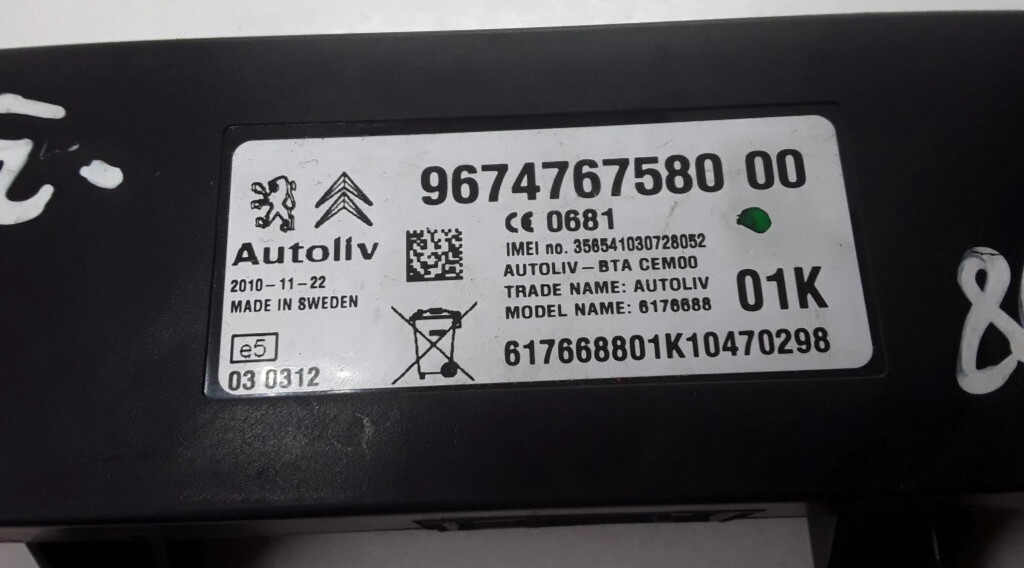 9674767580 00
CE 0681
IMEI no. 356541030728052
Autoliv
AUTOLIV-BTA CEM00
2010-11-22
TRADE NAME: AUTOLIV
01K
MADE IN SWEDEN
MODEL NAME: 6176688
e5
617668801K10470298
03 0312